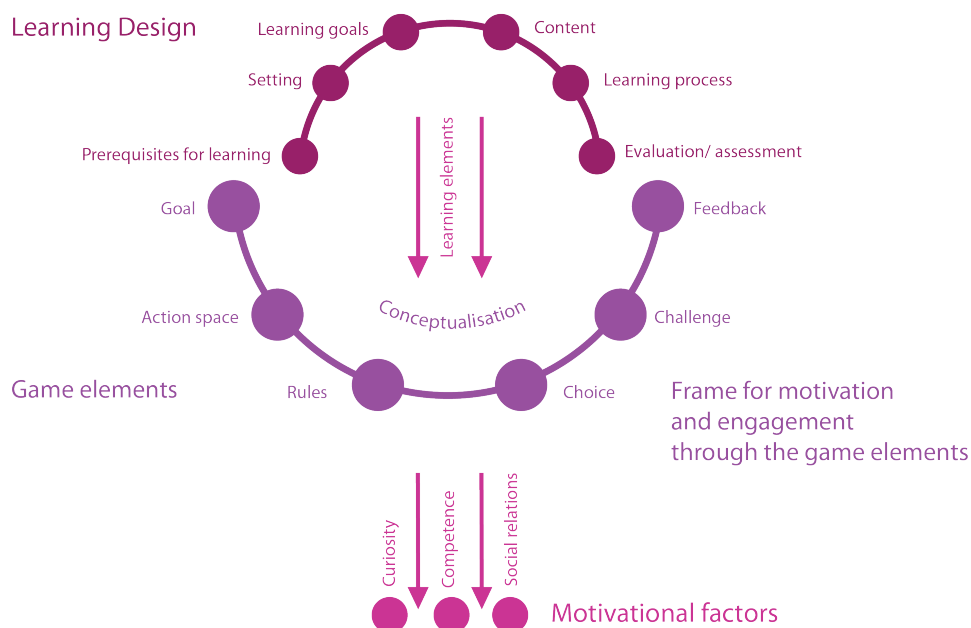 Learning Design
Learning goals
Content
Setting
Learning process
Prerequisites for learning
Evaluation/ assessment
Learning elements
Goal
Feedback
Conceptualisation
Action space
Challenge
Game elements
Rules
Choice
Frame for motivation
and engagement
through the game elements
Curiosity
Competence
Social relations
Motivational factors